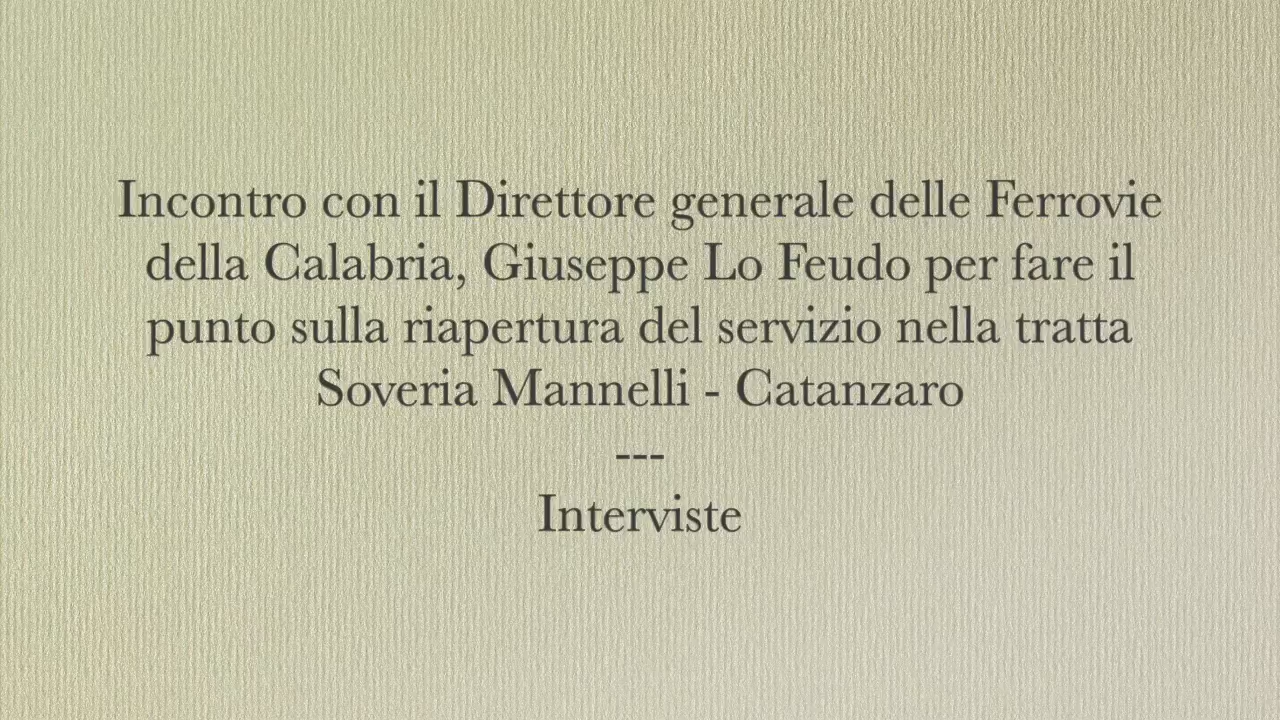 Incontro con il Direttore generale delle Ferrovie
della Calabria, Giuseppe Lo Feudo per fare il
punto sulla riapertura del servizio nella tratta
Soveria Mannelli - Catanzaro
---
Interviste